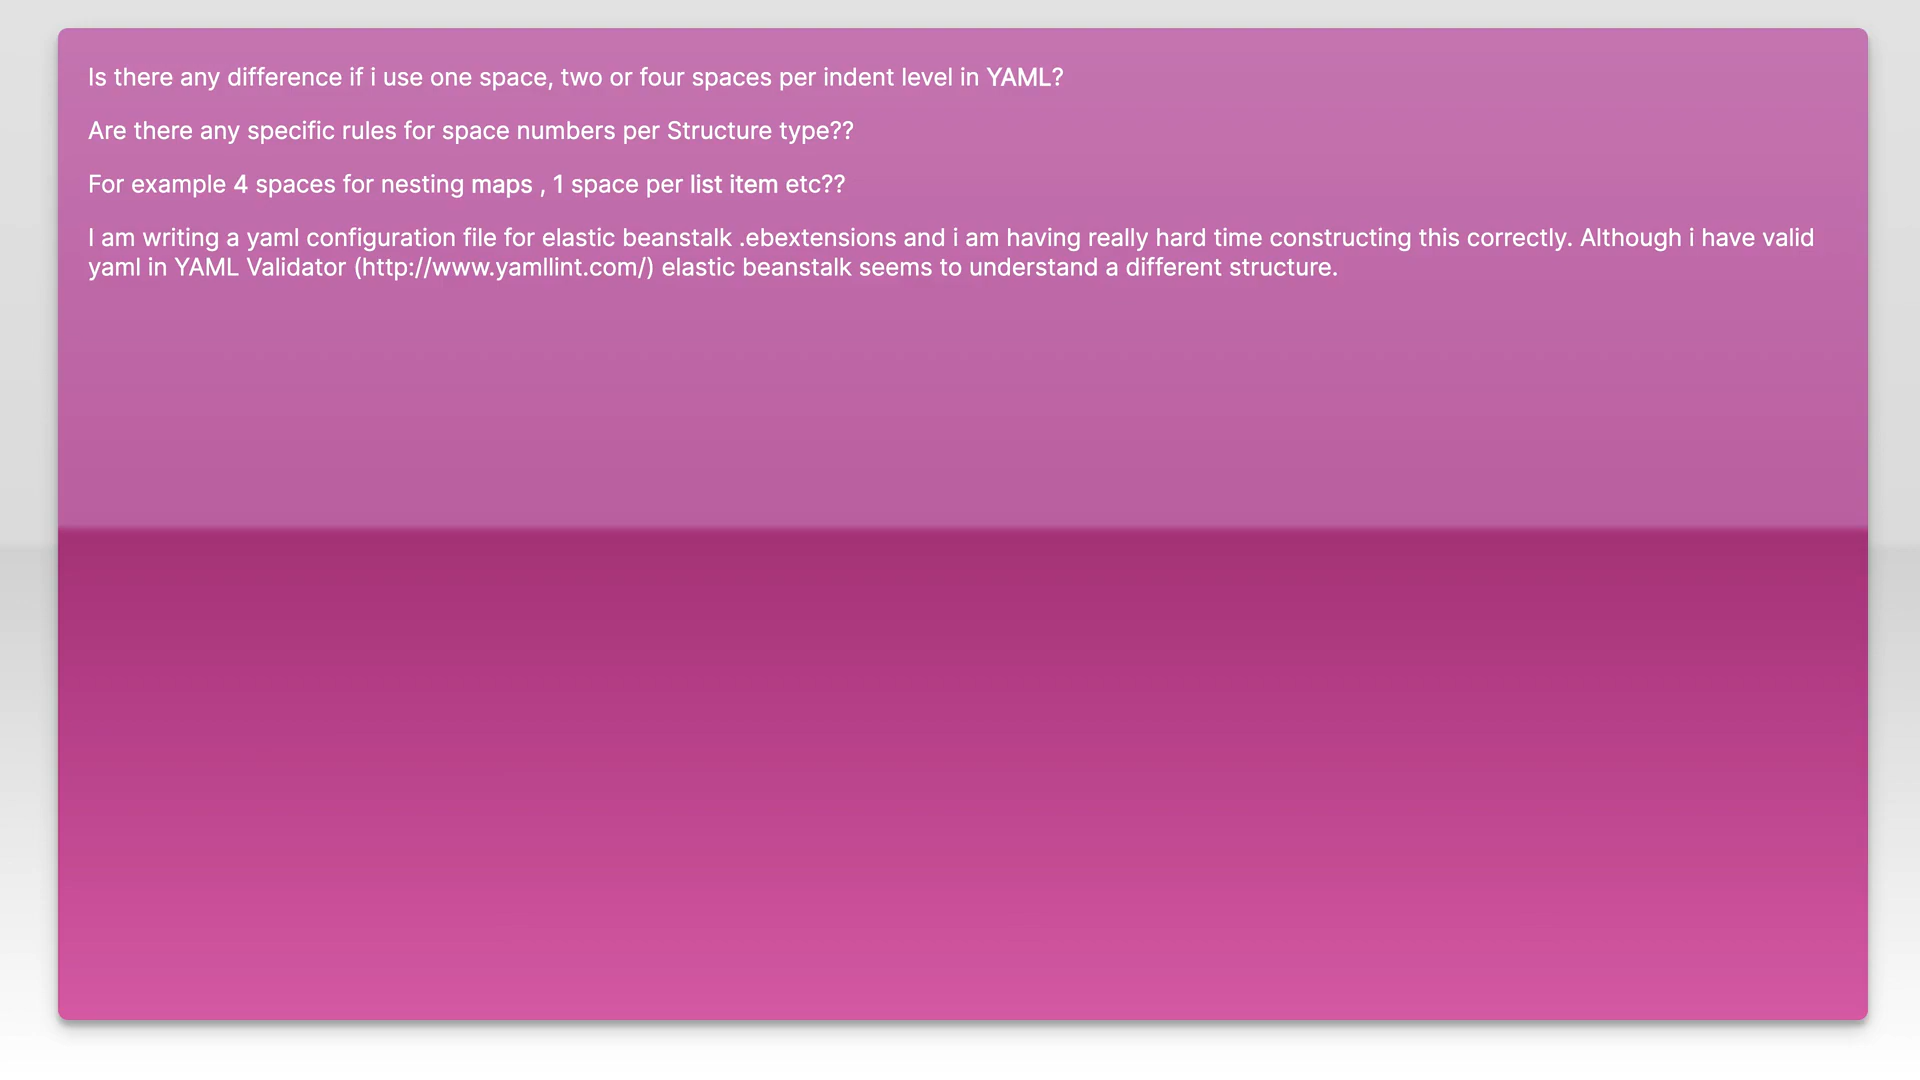 Is there any difference if i use one space, two or four spaces per indent level in YAML?
Are there any specific rules for space numbers per Structure type??
For example 4 spaces for nesting maps , 1 space per list item etc??
I am writing a yaml configuration file for elastic beanstalk .ebextensions and i am having really hard time constructing this correctly. Although i have valid
yaml in YAML Validator (http://www.yamllint.com/) elastic beanstalk seems to understand a different structure.